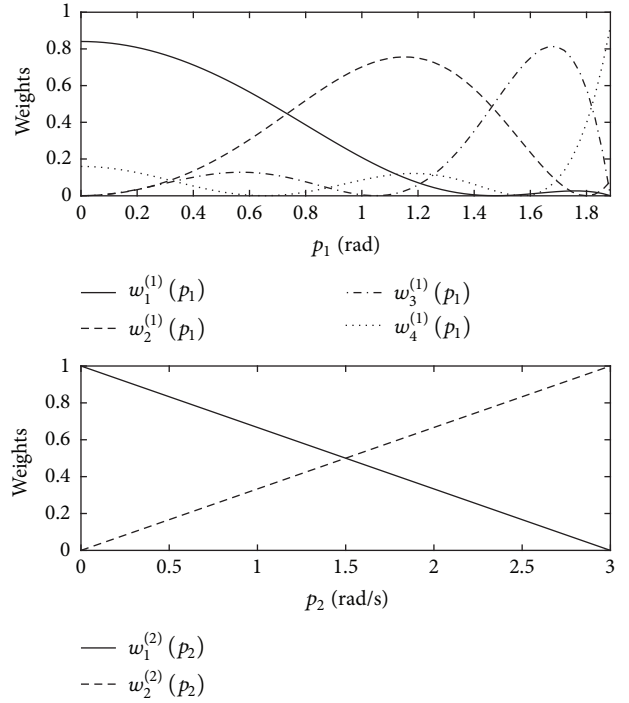 1
0.8
0.6
0.4
0.2
0
Weights
0 0.2 0.4 0.6 0.8 1 1.2 1.4 1.6 1.8
p₁ (rad)
w₁⁽¹⁾ (p₁)
w₂⁽¹⁾ (p₁)
w₃⁽¹⁾ (p₁)
w₄⁽¹⁾ (p₁)
1
0.8
0.6
0.4
0.2
0
Weights
0 0.5 1 1.5 2 2.5 3
p₂ (rad/s)
w₁⁽²⁾ (p₂)
w₂⁽²⁾ (p₂)